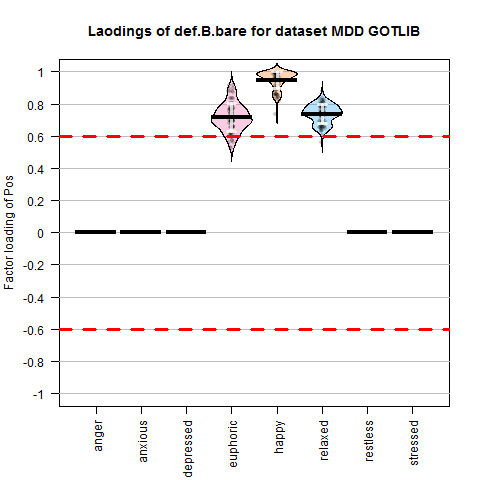 Laodings of def.B.bare for dataset MDD GOTLIB
Factor loading of Pos
1
0.8
0.6
0.4
0.2
0
-0.2
-0.4
-0.6
-0.8
-1
anger
anxious
depressed
euphoric
happy
relaxed
restless
stressed